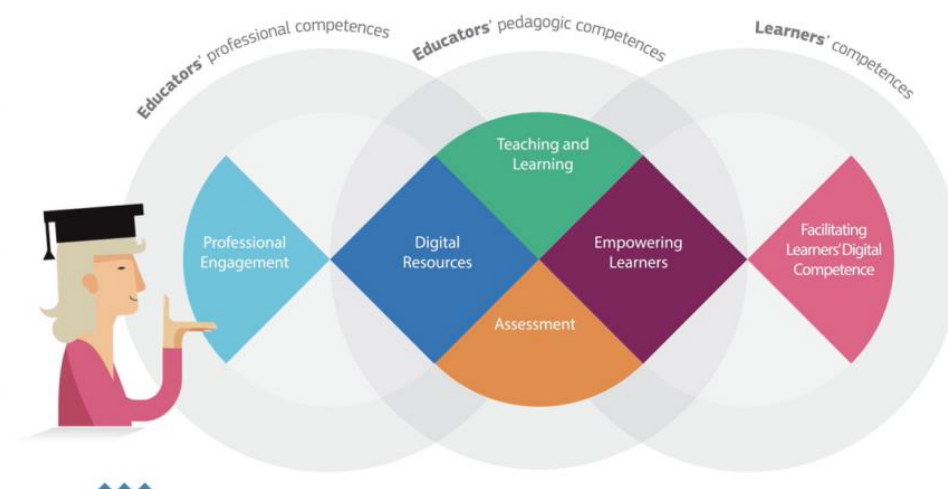 Educators' professional competences
Educators' pedagogic competences
Learners' competences
Teaching and
Learning
Professional
Engagement
Digital
Resources
Empowering
Learners
Facilitating
Learners' Digital
Competence
Assessment